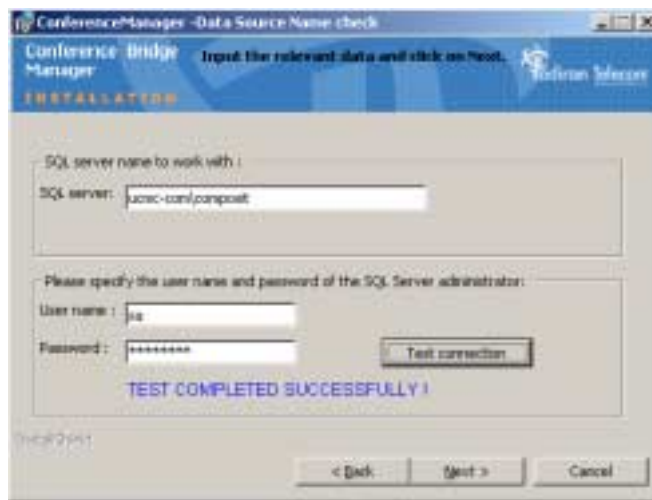 ConferenceManager -Data Source Name check
Conference Bridge
Manager
Input the relevant data and click on Next.
Tadiran Telecom
INSTALLATION
SQL server name to work with :
SQL server:
Please specify the user name and password of the SQL Server administrator:
User name :
sa
Password :
********
Test connection
TEST COMPLETED SUCCESSFULLY !
< Back
Next >
Cancel